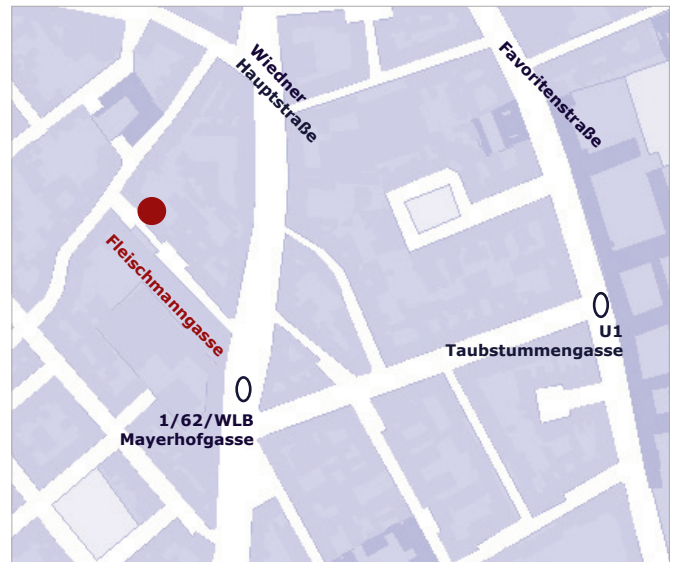 Wiedner
Hauptstraße
Favoritenstraße
Fleischmanngasse
U1
Taubstummengasse
1/62/WLB
Mayerhofgasse